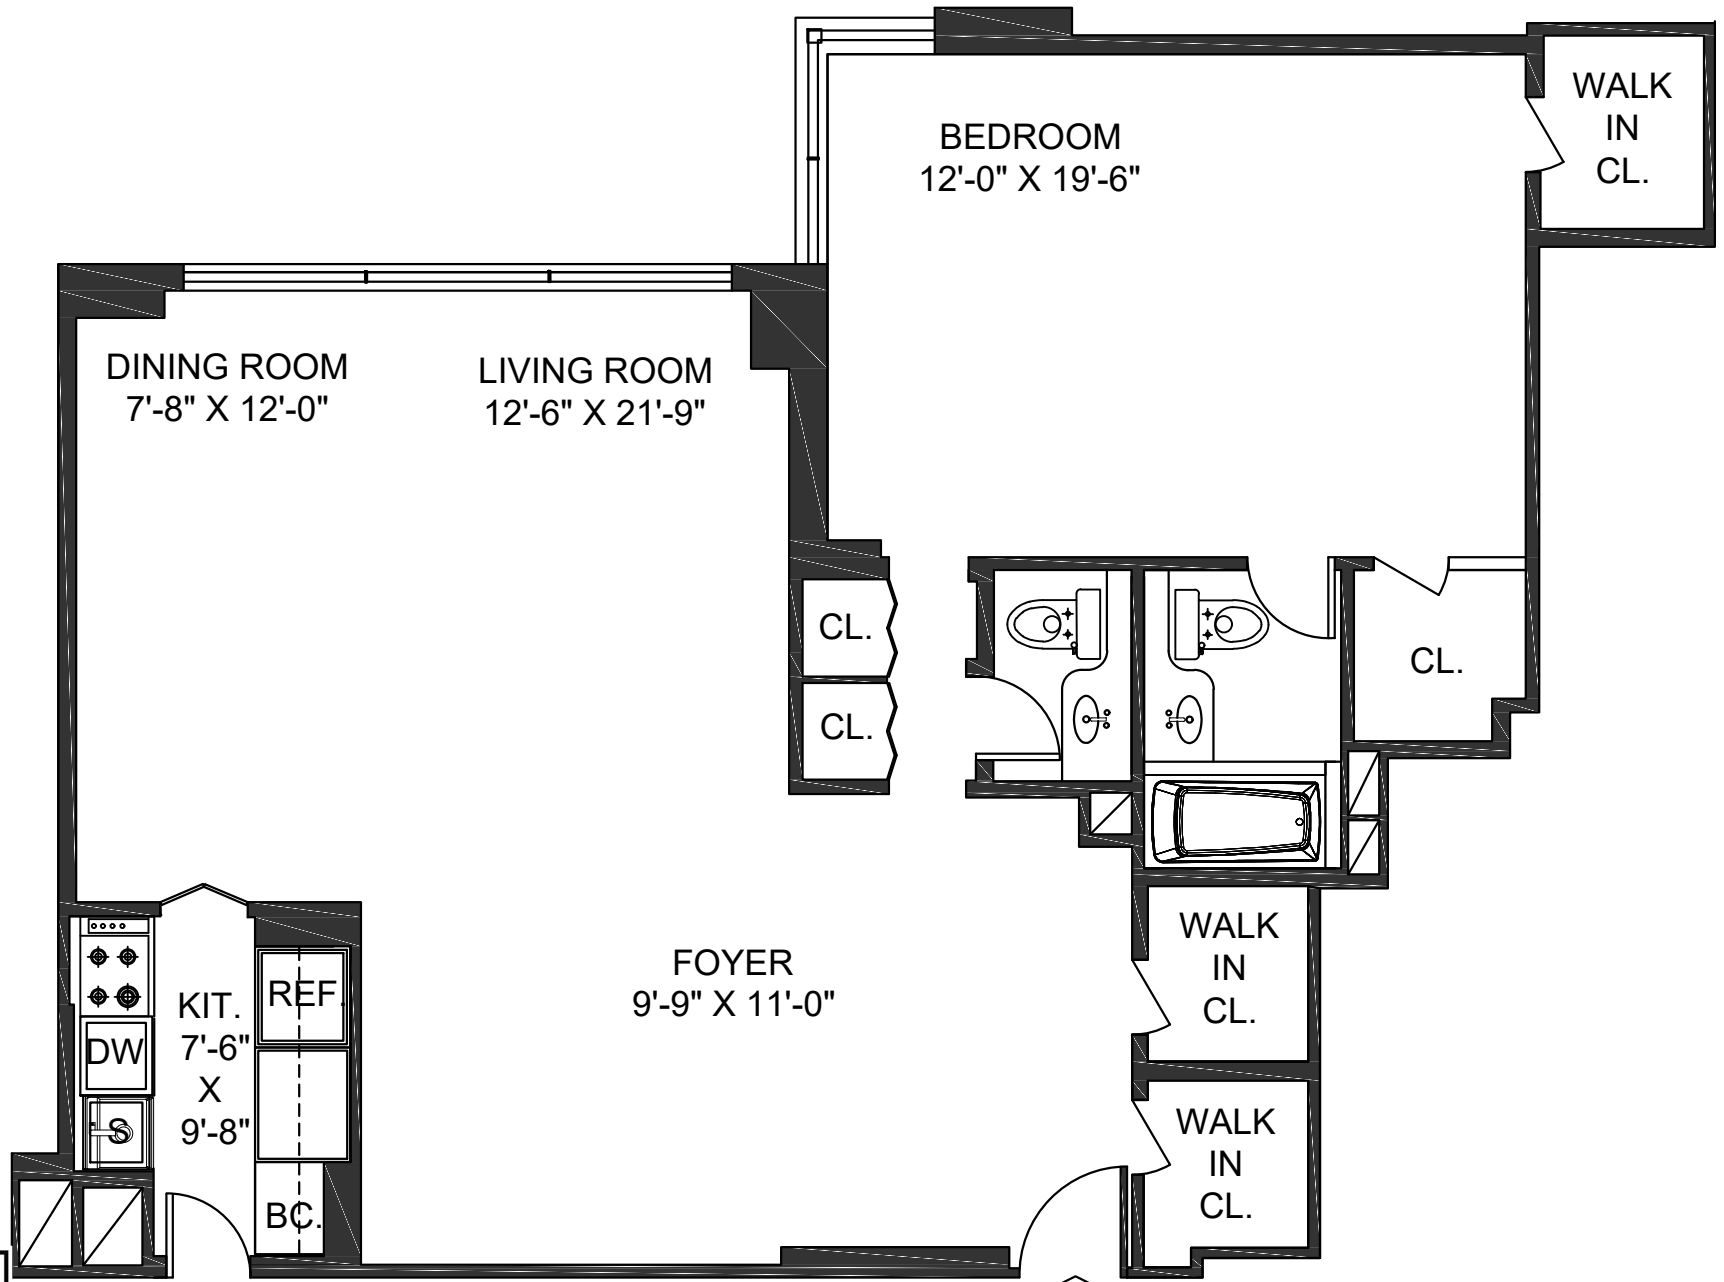 BEDROOM
12'-0" X 19'-6"
WALK
IN
CL.
DINING ROOM
7'-8" X 12'-0"
LIVING ROOM
12'-6" X 21'-9"
CL.
CL.
CL.
FOYER
9'-9" X 11'-0"
WALK
IN
CL.
KIT.
7'-6"
X
9'-8"
REF.
DW
S
BC.
WALK
IN
CL.